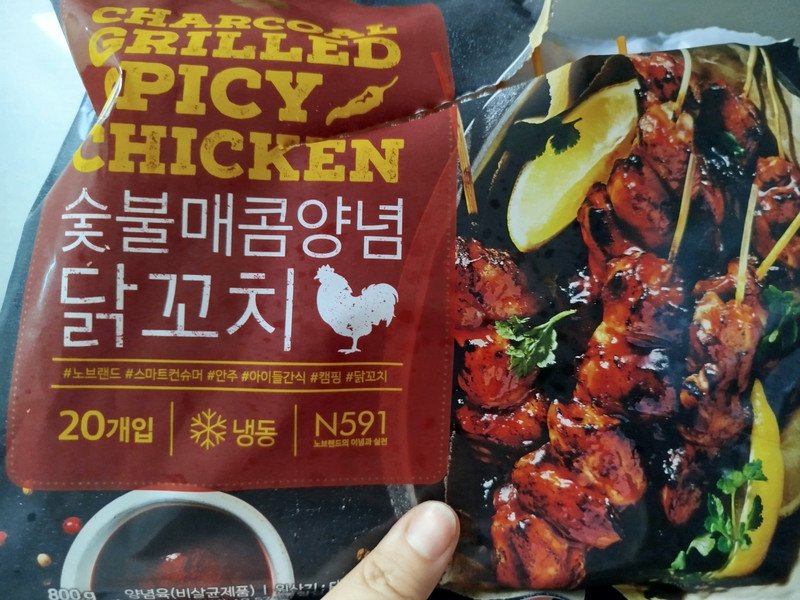 CHARCOAL
GRILLED
SPICY
CHICKEN
숯불매콤양념
닭꼬치
#노브랜드 #스마트컨슈머 #안주 #아이들간식 #캠핑 #닭꼬치
20개입
냉동
N591
노브랜드의 이념과 실천
800g
양념육(비살균제품) |